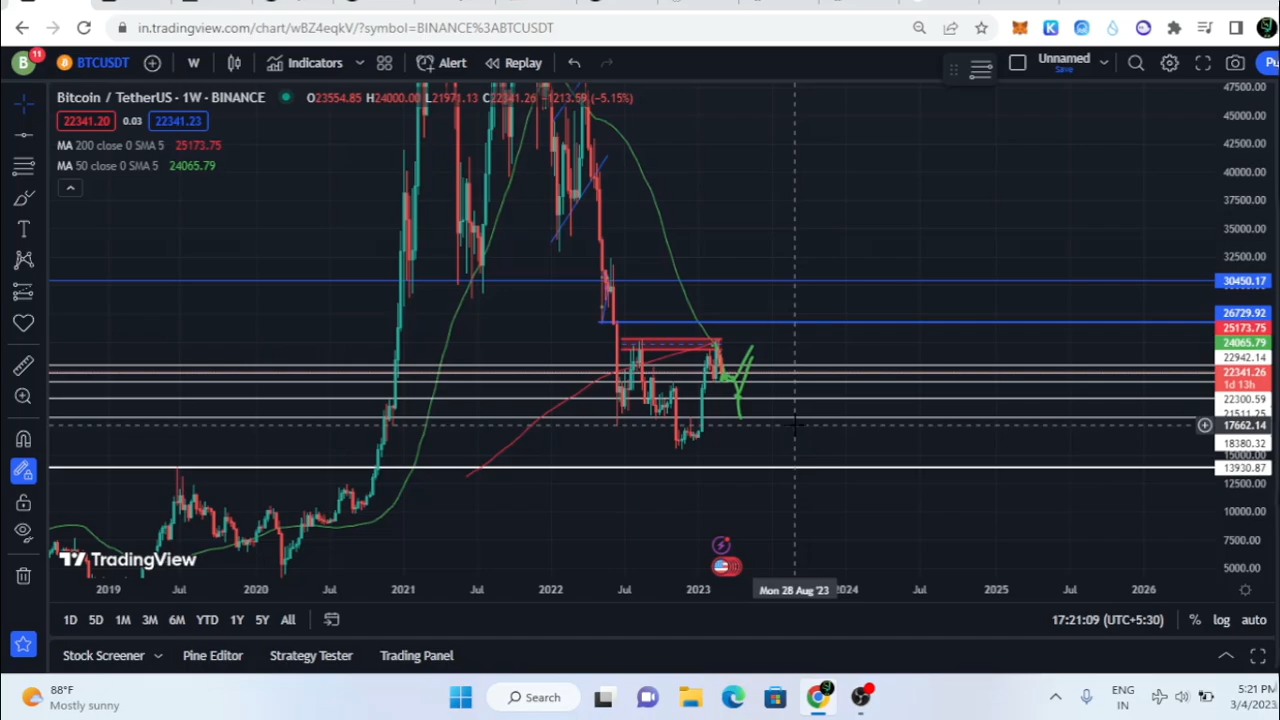 in.tradingview.com/chart/wBZ4eqkV/?symbol=BINANCE%3ABTCUSDT
B 11 BTCUSDT W Indicators Alert Replay Unnamed
Save
Bitcoin / TetherUS · 1W · BINANCE O23554.85 H24000.00 L21971.13 C22341.26 −1213.59 (−5.15%)
22341.20 0.03 22341.23
MA 200 close 0 SMA 5 25173.75
MA 50 close 0 SMA 5 24065.79
47500.00
45000.00
42500.00
40000.00
37500.00
35000.00
32500.00
30450.17
26729.92
25173.75
24065.79
22942.14
22341.26
1d 13h
22300.59
21511.25
17662.14
18380.32
15000.00
13930.87
12500.00
10000.00
7500.00
5000.00
TradingView
2019 Jul 2020 Jul 2021 Jul 2022 Jul 2023 Mon 28 Aug '23 2024 Jul 2025 Jul 2026
1D 5D 1M 3M 6M YTD 1Y 5Y All 17:21:09 (UTC+5:30) % log auto
Stock Screener Pine Editor Strategy Tester Trading Panel
88°F
Mostly sunny
Search
ENG
IN
5:21 PM
3/4/2023